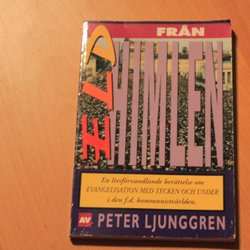 ELD
FRÅN
HIMLEN
En livsförvandlande berättelse om
EVANGELISATION MED TECKEN OCH UNDER
i den f.d. kommunistvärlden.
AV PETER LJUNGGREN